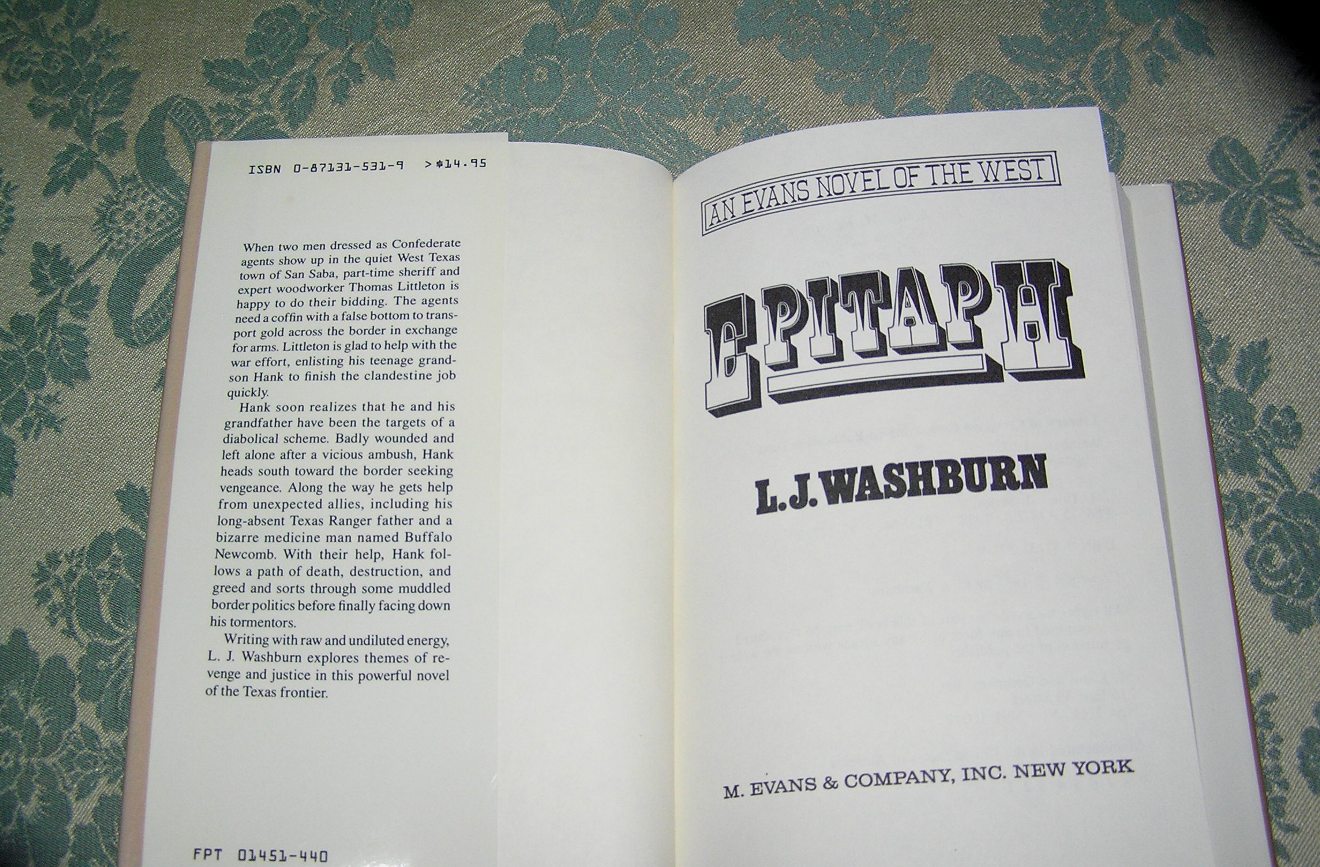 ISBN 0-87131-531-9 >$14.95
When two men dressed as Confederate
agents show up in the quiet West Texas
town of San Saba, part-time sheriff and
expert woodworker Thomas Littleton is
happy to do their bidding. The agents
need a coffin with a false bottom to trans-
port gold across the border in exchange
for arms. Littleton is glad to help with the
war effort, enlisting his teenage grand-
son Hank to finish the clandestine job
quickly.
Hank soon realizes that he and his
grandfather have been the targets of a
diabolical scheme. Badly wounded and
left alone after a vicious ambush, Hank
heads south toward the border seeking
vengeance. Along the way he gets help
from unexpected allies, including his
long-absent Texas Ranger father and a
bizarre medicine man named Buffalo
Newcomb. With their help, Hank fol-
lows a path of death, destruction, and
greed and sorts through some muddled
border politics before finally facing down
his tormentors.
Writing with raw and undiluted energy,
L. J. Washburn explores themes of re-
venge and justice in this powerful novel
of the Texas frontier.
FPT 01451-440
AN EVANS NOVEL OF THE WEST
EPITAPH
L. J. WASHBURN
M. EVANS & COMPANY, INC. NEW YORK